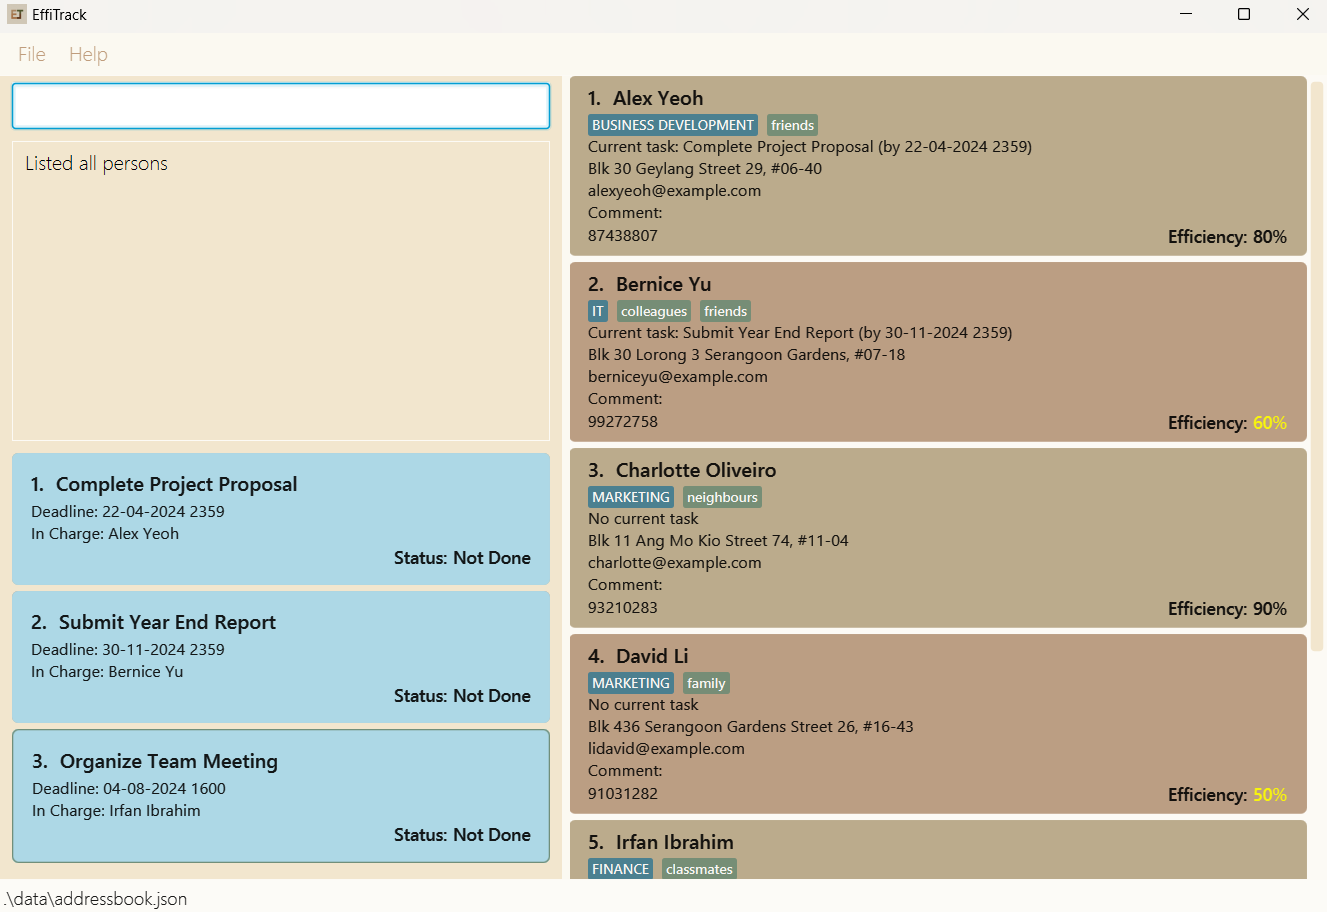 EffiTrack
File Help
Listed all persons
1. Complete Project Proposal
Deadline: 22-04-2024 2359
In Charge: Alex Yeoh
Status: Not Done
2. Submit Year End Report
Deadline: 30-11-2024 2359
In Charge: Bernice Yu
Status: Not Done
3. Organize Team Meeting
Deadline: 04-08-2024 1600
In Charge: Irfan Ibrahim
Status: Not Done
1. Alex Yeoh
BUSINESS DEVELOPMENT friends
Current task: Complete Project Proposal (by 22-04-2024 2359)
Blk 30 Geylang Street 29, #06-40
alexyeoh@example.com
Comment:
87438807
Efficiency: 80%
2. Bernice Yu
IT colleagues friends
Current task: Submit Year End Report (by 30-11-2024 2359)
Blk 30 Lorong 3 Serangoon Gardens, #07-18
berniceyu@example.com
Comment:
99272758
Efficiency: 60%
3. Charlotte Oliveiro
MARKETING neighbours
No current task
Blk 11 Ang Mo Kio Street 74, #11-04
charlotte@example.com
Comment:
93210283
Efficiency: 90%
4. David Li
MARKETING family
No current task
Blk 436 Serangoon Gardens Street 26, #16-43
lidavid@example.com
Comment:
91031282
Efficiency: 50%
5. Irfan Ibrahim
FINANCE classmates
.\data\addressbook.json